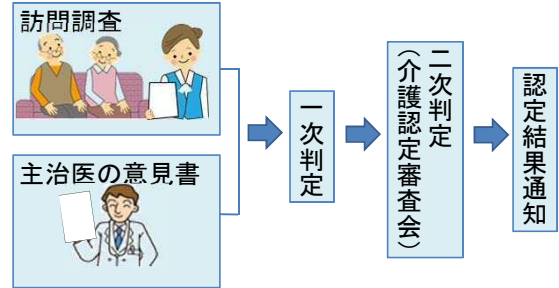 訪問調査
主治医の意見書
一次判定
二次判定
（介護認定審査会）
認定結果通知